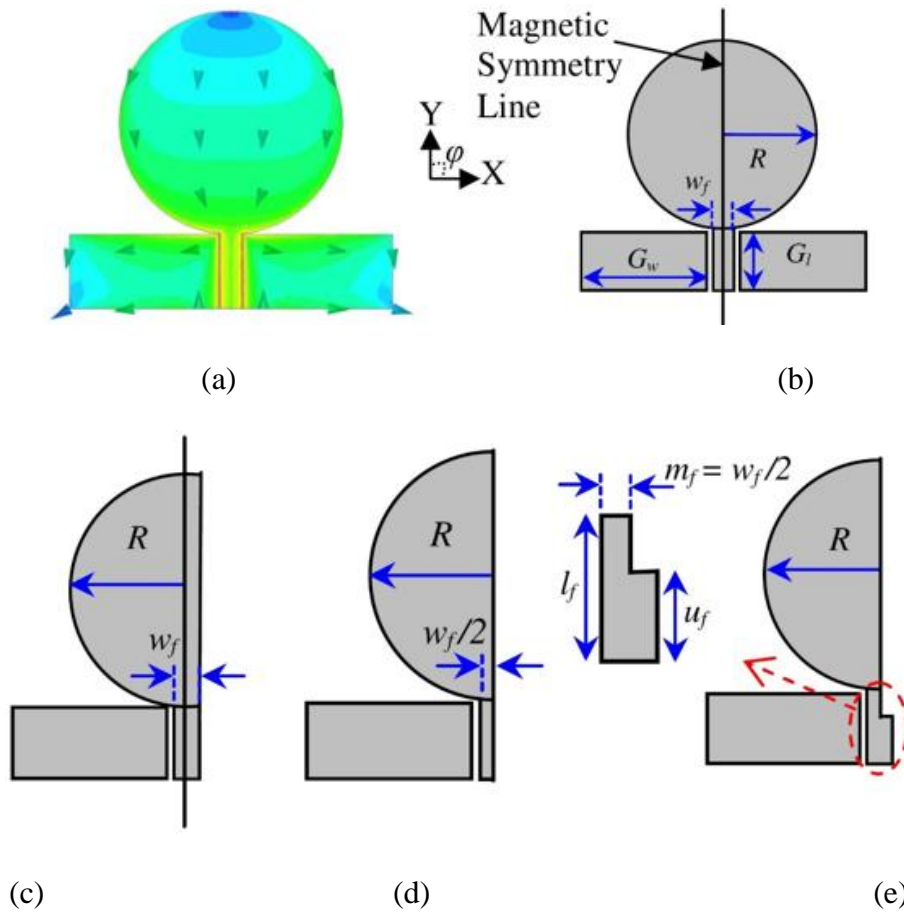 Magnetic
Symmetry
Line
Y
φ
X
R
w_f
G_w
G_l
(a)
(b)
m_f = w_f/2
R
R
R
l_f
u_f
w_f
w_f/2
(c)
(d)
(e)